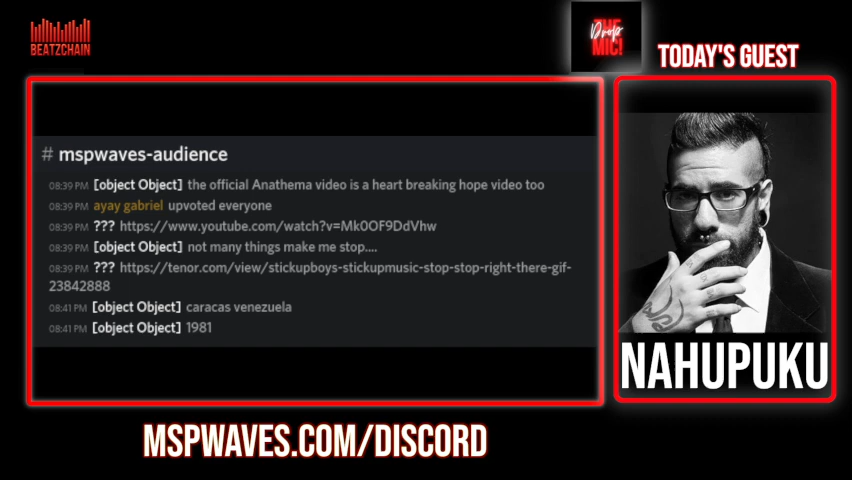 BEATZCHAIN
THE
Drop
MIC!
TODAY'S GUEST
# mspwaves-audience
08:39 PM [object Object] the official Anathema video is a heart breaking hope video too
08:39 PM ayay gabriel upvoted everyone
08:39 PM ??? https://www.youtube.com/watch?v=Mk0OF9DdVhw
08:39 PM [object Object] not many things make me stop....
08:39 PM ??? https://tenor.com/view/stickupboys-stickupmusic-stop-stop-right-there-gif-
23842888
08:41 PM [object Object] caracas venezuela
08:41 PM [object Object] 1981
NAHUPUKU
MSPWAVES.COM/DISCORD